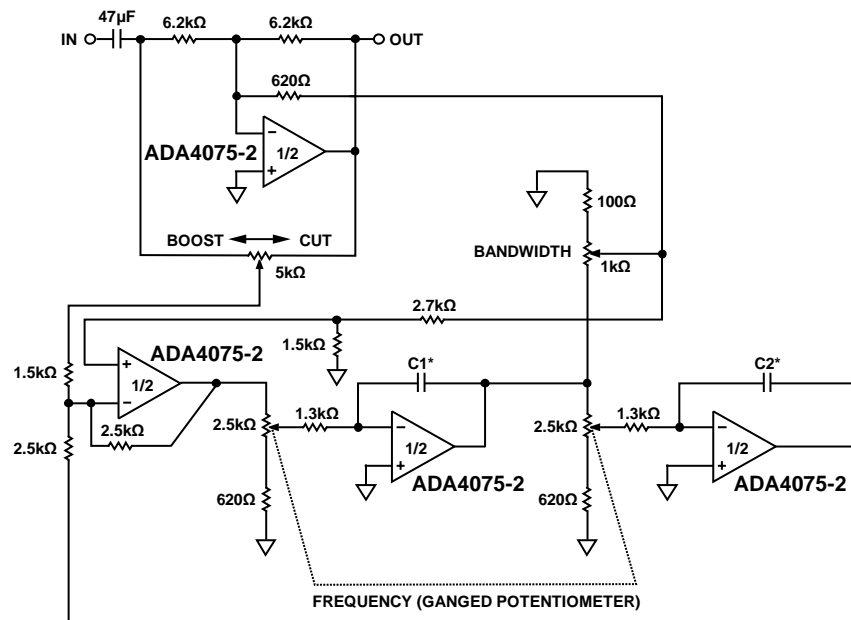 47µF
6.2kΩ
6.2kΩ
IN
OUT
620Ω
ADA4075-2
1/2
−
+
100Ω
BOOST
CUT
BANDWIDTH
1kΩ
5kΩ
2.7kΩ
ADA4075-2
1.5kΩ
1.5kΩ
+
1/2
−
C1*
C2*
2.5kΩ
2.5kΩ
2.5kΩ
1.3kΩ
−
1/2
+
2.5kΩ
1.3kΩ
−
1/2
+
620Ω
ADA4075-2
620Ω
ADA4075-2
FREQUENCY (GANGED POTENTIOMETER)